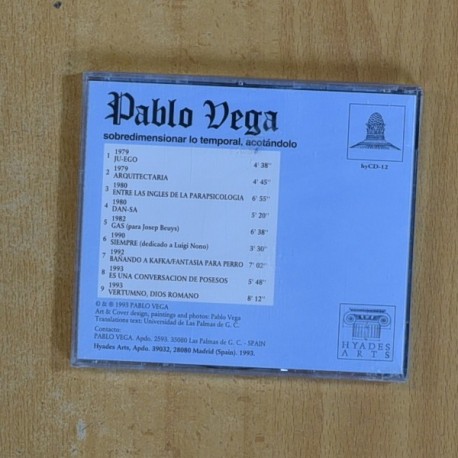 Pablo Vega
sobredimensionar lo temporal, acotándolo
hyCD-12
1 1979 JU-EGO 4' 38''
2 1979 ARQUITECTARIA 4' 45''
3 1980 ENTRE LAS INGLES DE LA PARAPSICOLOGIA 6' 55''
4 1980 DAN-SA 5' 20''
5 1982 GAS (para Josep Beuys) 6' 38''
6 1990 SIEMPRE (dedicado a Luigi Nono) 5' 30''
7 1992 BAÑANDO A KAFKA/FANTASIA PARA PERRO 7' 02''
8 1993 ES UNA CONVERSACION DE POSESOS 5' 48''
9 1993 VERTUMNO, DIOS ROMANO 8' 12''
© & ℗ 1993 PABLO VEGA
Art & Cover design, paintings and photos: Pablo Vega
Translations text: Universidad de Las Palmas de G. C.
Contacto:
PABLO VEGA. Apdo. 2593. 35080 Las Palmas de G. C. - SPAIN
Hyades Arts, Apdo. 39032, 28080 Madrid (Spain). 1993.
HYADES
ARTS